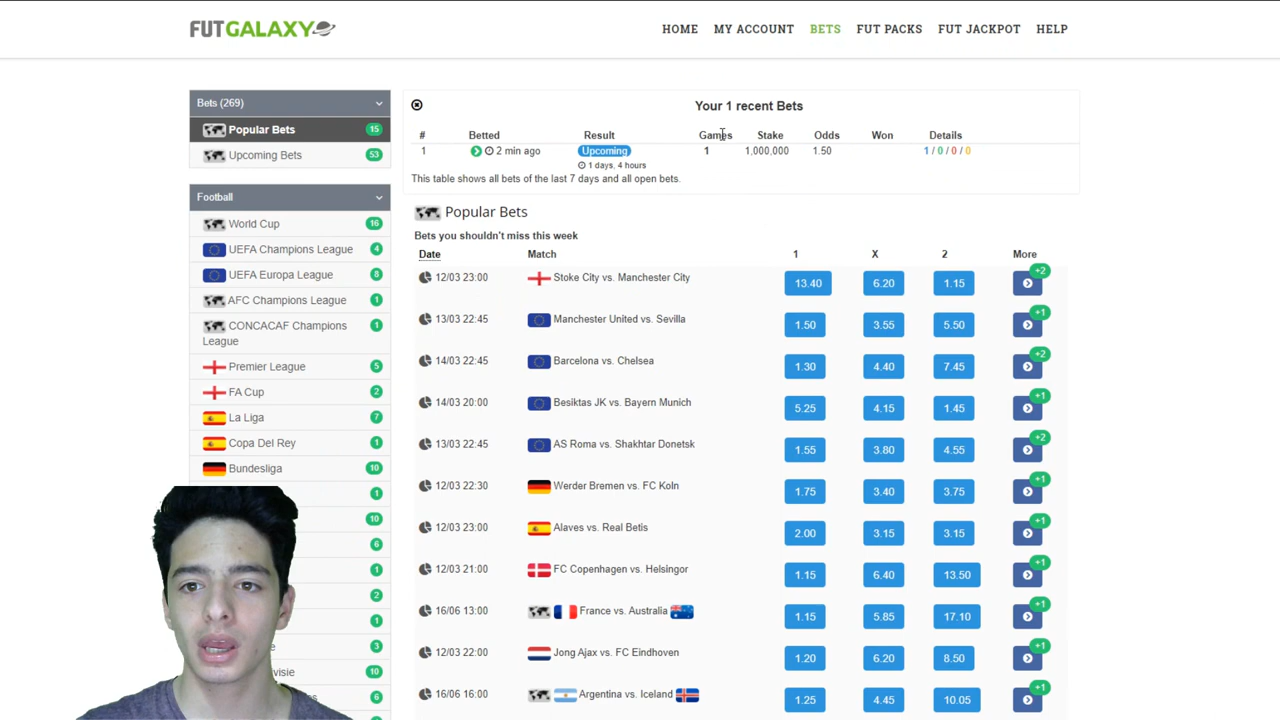 FUTGALAXY
HOME MY ACCOUNT BETS FUT PACKS FUT JACKPOT HELP
Bets (269)
Popular Bets 15
Upcoming Bets 53
Football
World Cup 16
UEFA Champions League 4
UEFA Europa League 8
AFC Champions League 1
CONCACAF Champions
League 1
Premier League 5
FA Cup 2
La Liga 7
Copa Del Rey 1
Bundesliga 10
1
10
6
1
2
1
3
visie 10
6
Your 1 recent Bets
# Betted Result Games Stake Odds Won Details
1 2 min ago Upcoming 1 1,000,000 1.50 1 / 0 / 0 / 0
1 days, 4 hours
This table shows all bets of the last 7 days and all open bets.
Popular Bets
Bets you shouldn't miss this week
Date Match 1 X 2 More
12/03 23:00 Stoke City vs. Manchester City 13.40 6.20 1.15 +2
13/03 22:45 Manchester United vs. Sevilla 1.50 3.55 5.50 +1
14/03 22:45 Barcelona vs. Chelsea 1.30 4.40 7.45 +2
14/03 20:00 Besiktas JK vs. Bayern Munich 5.25 4.15 1.45 +1
13/03 22:45 AS Roma vs. Shakhtar Donetsk 1.55 3.80 4.55 +2
12/03 22:30 Werder Bremen vs. FC Koln 1.75 3.40 3.75 +1
12/03 23:00 Alaves vs. Real Betis 2.00 3.15 3.15 +1
12/03 21:00 FC Copenhagen vs. Helsingor 1.15 6.40 13.50 +1
16/06 13:00 France vs. Australia 1.15 5.85 17.10 +1
12/03 22:00 Jong Ajax vs. FC Eindhoven 1.20 6.20 8.50 +1
16/06 16:00 Argentina vs. Iceland 1.25 4.45 10.05 +1